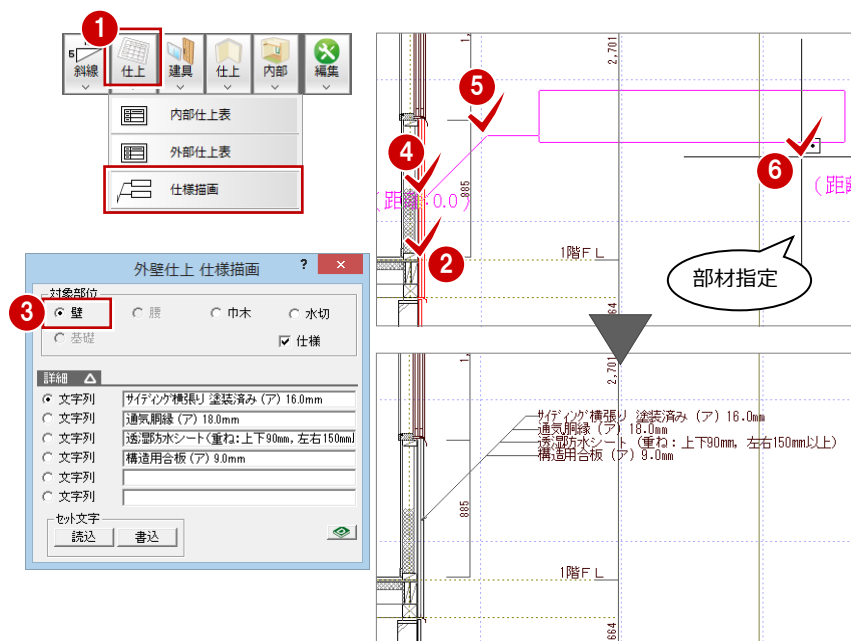 1
5
斜線
仕上
建具
仕上
内部
編集
内部仕上表
外部仕上表
仕様描画
外壁仕上 仕様描画
?
×
3
対象部位
壁
腰
巾木
水切
基礎
仕様
詳細
文字列 サイディング横張り 塗装済み (ア) 16.0mm
文字列 通気胴縁 (ア) 18.0mm
文字列 透湿防水シート(重ね:上下90mm, 左右150mm
文字列 構造用合板 (ア) 9.0mm
文字列
文字列
セット文字
読込
書込
1,
2,701
5
4
6
885
(距離:0.0)
(距
2
1階FL
部材指定
64
1,
2,701
サイディング横張り 塗装済み (ア) 16.0mm
通気胴縁 (ア) 18.0mm
透湿防水シート (重ね:上下90mm, 左右150mm以上)
構造用合板 (ア) 9.0mm
885
1階FL
664